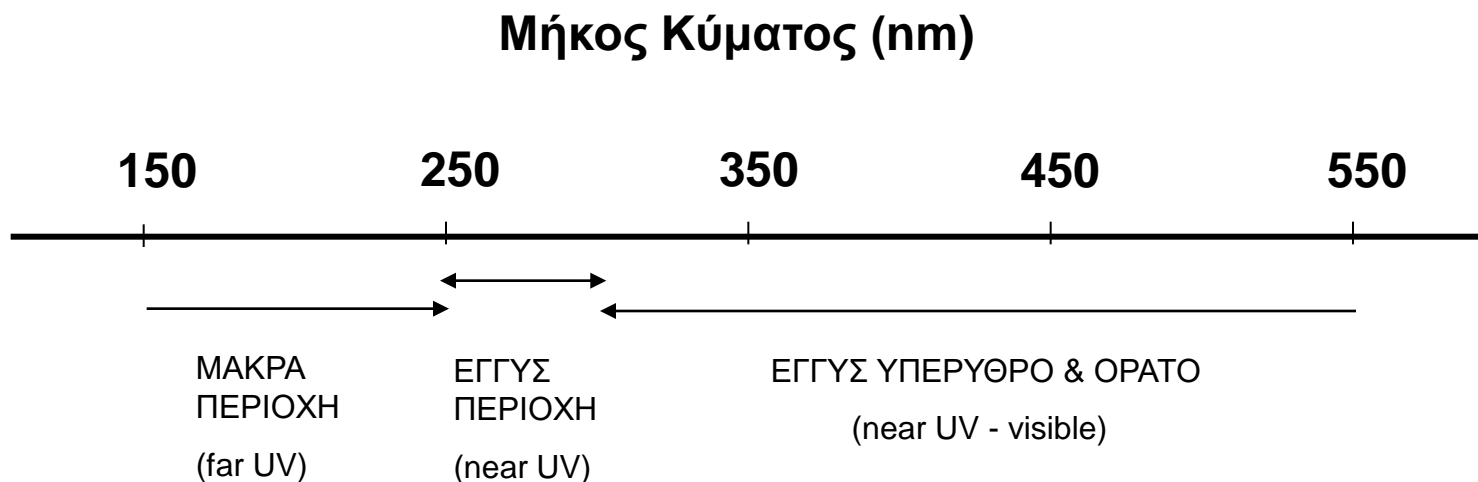 Μήκος Κύματος (nm)
150 250 350 450 550
ΜΑΚΡΑ
ΠΕΡΙΟΧΗ
(far UV)
ΕΓΓΥΣ
ΠΕΡΙΟΧΗ
(near UV)
ΕΓΓΥΣ ΥΠΕΡΥΘΡΟ & ΟΡΑΤΟ
(near UV - visible)